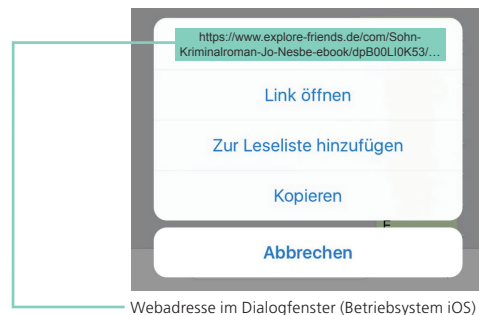 https://www.explore-friends.de/com/Sohn-
Kriminalroman-Jo-Nesbe-ebook/dpB00LI0K53/…
Link öffnen
Zur Leseliste hinzufügen
Kopieren
Abbrechen
Webadresse im Dialogfenster (Betriebsystem iOS)